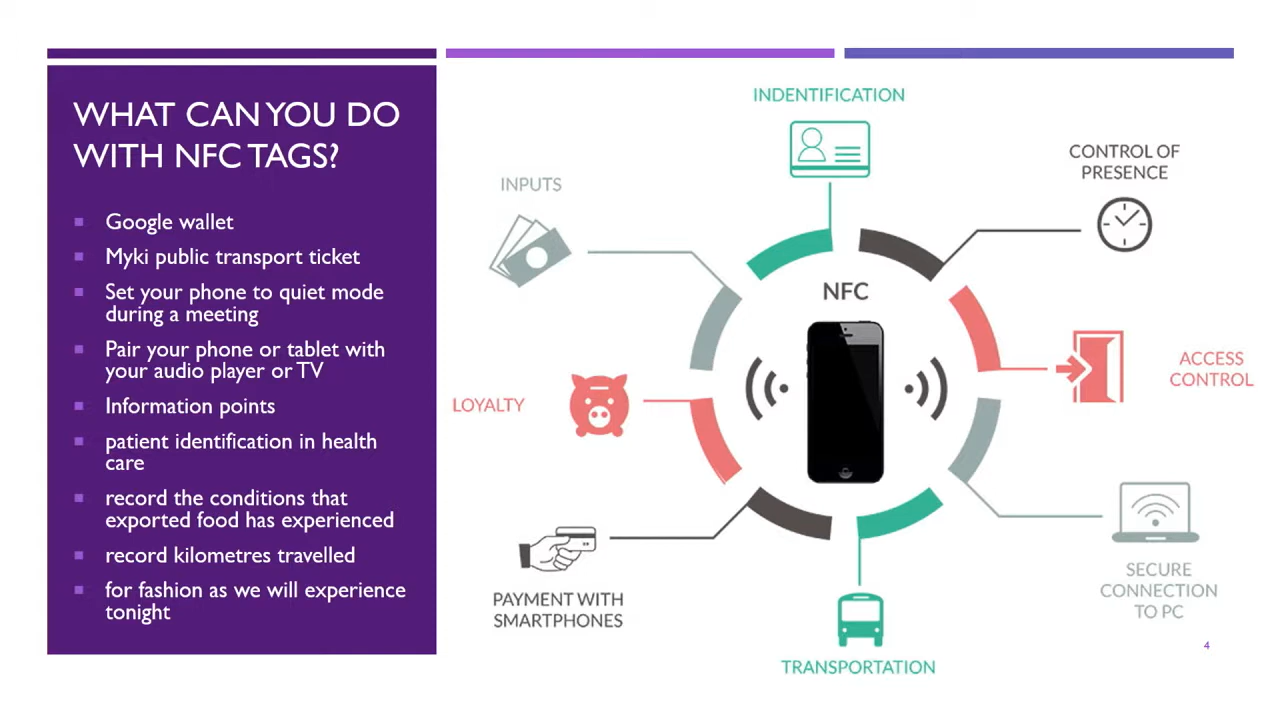 WHAT CAN YOU DO
WITH NFC TAGS?
Google wallet
Myki public transport ticket
Set your phone to quiet mode
during a meeting
Pair your phone or tablet with
your audio player or TV
Information points
patient identification in health
care
record the conditions that
exported food has experienced
record kilometres travelled
for fashion as we will experience
tonight
INDENTIFICATION
CONTROL OF
PRESENCE
INPUTS
NFC
ACCESS
CONTROL
LOYALTY
SECURE
CONNECTION
TO PC
PAYMENT WITH
SMARTPHONES
TRANSPORTATION
4